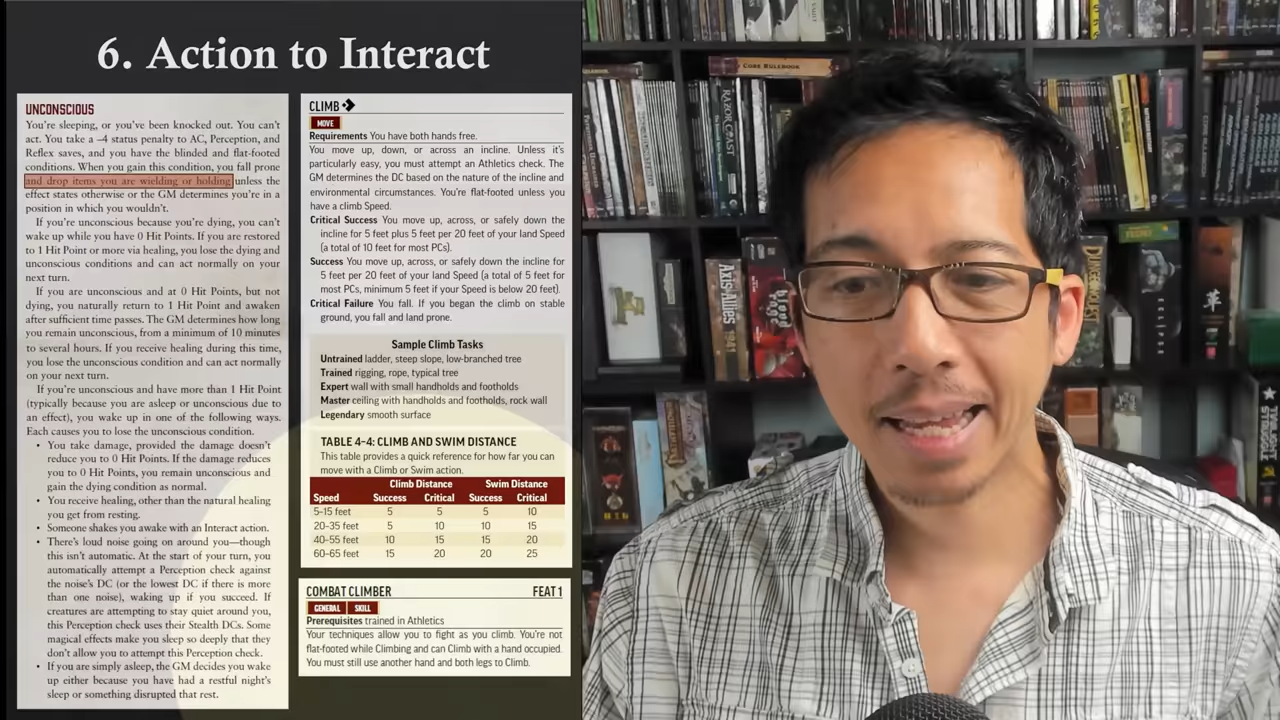 6. Action to Interact
UNCONSCIOUS
You're sleeping, or you've been knocked out. You can't
act. You take a –4 status penalty to AC, Perception, and
Reflex saves, and you have the blinded and flat-footed
conditions. When you gain this condition, you fall prone
and drop items you are wielding or holding unless the
effect states otherwise or the GM determines you're in a
position in which you wouldn't.
If you're unconscious because you're dying, you can't
wake up while you have 0 Hit Points. If you are restored
to 1 Hit Point or more via healing, you lose the dying and
unconscious conditions and can act normally on your
next turn.
If you are unconscious and at 0 Hit Points, but not
dying, you naturally return to 1 Hit Point and awaken
after sufficient time passes. The GM determines how long
you remain unconscious, from a minimum of 10 minutes
to several hours. If you receive healing during this time,
you lose the unconscious condition and can act normally
on your next turn.
If you're unconscious and have more than 1 Hit Point
(typically because you are asleep or unconscious due to
an effect), you wake up in one of the following ways.
Each causes you to lose the unconscious condition.
• You take damage, provided the damage doesn't
reduce you to 0 Hit Points. If the damage reduces
you to 0 Hit Points, you remain unconscious and
gain the dying condition as normal.
• You receive healing, other than the natural healing
you get from resting.
• Someone shakes you awake with an Interact action.
• There's loud noise going on around you—though
this isn't automatic. At the start of your turn, you
automatically attempt a Perception check against
the noise's DC (or the lowest DC if there is more
than one noise), waking up if you succeed. If
creatures are attempting to stay quiet around you,
this Perception check uses their Stealth DCs. Some
magical effects make you sleep so deeply that they
don't allow you to attempt this Perception check.
• If you are simply asleep, the GM decides you wake
up either because you have had a restful night's
sleep or something disrupted that rest.
CLIMB
MOVE
Requirements You have both hands free.
You move up, down, or across an incline. Unless it's
particularly easy, you must attempt an Athletics check. The
GM determines the DC based on the nature of the incline and
environmental circumstances. You're flat-footed unless you
have a climb Speed.
Critical Success You move up, across, or safely down the
incline for 5 feet plus 5 feet per 20 feet of your land Speed
(a total of 10 feet for most PCs).
Success You move up, across, or safely down the incline for
5 feet per 20 feet of your land Speed (a total of 5 feet for
most PCs, minimum 5 feet if your Speed is below 20 feet).
Critical Failure You fall. If you began the climb on stable
ground, you fall and land prone.
Sample Climb Tasks
Untrained ladder, steep slope, low-branched tree
Trained rigging, rope, typical tree
Expert wall with small handholds and footholds
Master ceiling with handholds and footholds, rock wall
Legendary smooth surface
TABLE 4-4: CLIMB AND SWIM DISTANCE
This table provides a quick reference for how far you can
move with a Climb or Swim action.
Climb Distance Swim Distance
Speed Success Critical Success Critical
5-15 feet 5 5 5 10
20-35 feet 5 10 10 15
40-55 feet 10 15 15 20
60-65 feet 15 20 20 25
COMBAT CLIMBER FEAT 1
GENERAL SKILL
Prerequisites trained in Athletics
Your techniques allow you to fight as you climb. You're not
flat-footed while Climbing and can Climb with a hand occupied.
You must still use another hand and both legs to Climb.
CORE RULEBOOK
RAZOR COAST
Axis & Allies 1941
Blood Rage
ECLIPSE
革